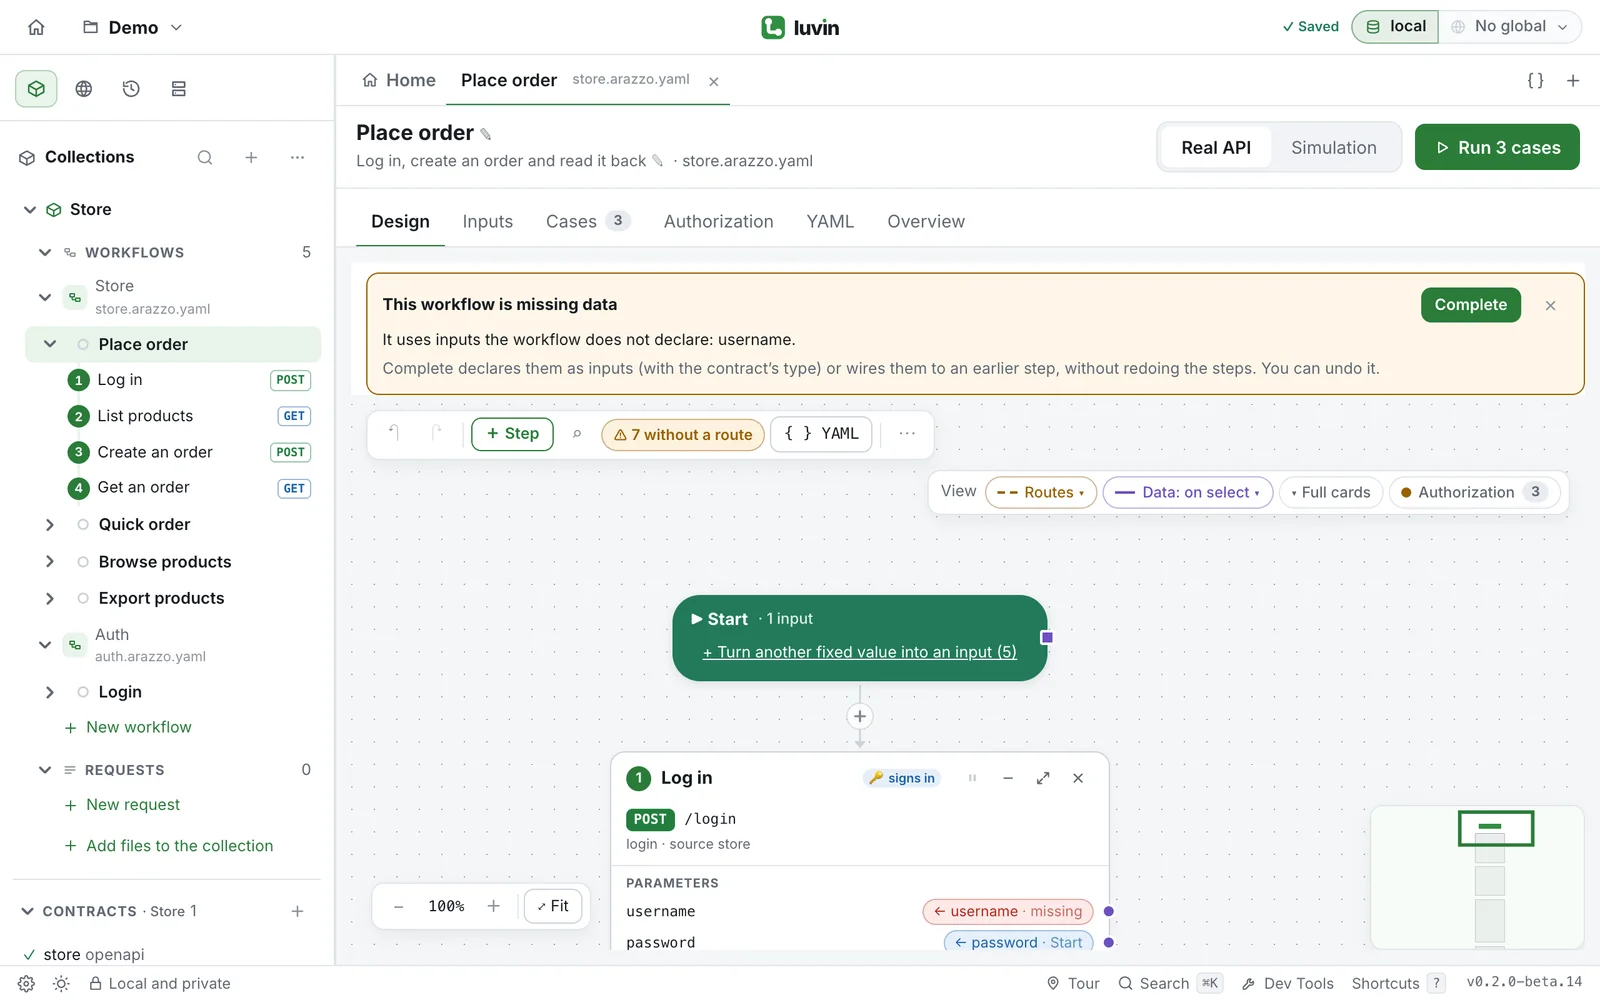 Demo
luvin
Saved
local
No global
Home
Place order store.arazzo.yaml
Collections
Place order
Log in, create an order and read it back · store.arazzo.yaml
Real API
Simulation
Run 3 cases
Store
WORKFLOWS 5
Store
store.arazzo.yaml
Place order
1 Log in POST
2 List products GET
3 Create an order POST
4 Get an order GET
Quick order
Browse products
Export products
Auth
auth.arazzo.yaml
Login
+ New workflow
REQUESTS 0
+ New request
+ Add files to the collection
CONTRACTS · Store 1
store openapi
Design
Inputs
Cases 3
Authorization
YAML
Overview
This workflow is missing data
Complete
It uses inputs the workflow does not declare: username.
Complete declares them as inputs (with the contract's type) or wires them to an earlier step, without redoing the steps. You can undo it.
+ Step
7 without a route
{ } YAML
View
Routes
Data: on select
Full cards
Authorization 3
Start · 1 input
+ Turn another fixed value into an input (5)
1 Log in
signs in
POST /login
login · source store
PARAMETERS
username
← username · missing
password
← password · Start
100%
Fit
Local and private
Tour
Search ⌘K
Dev Tools
Shortcuts ?
v0.2.0-beta.14